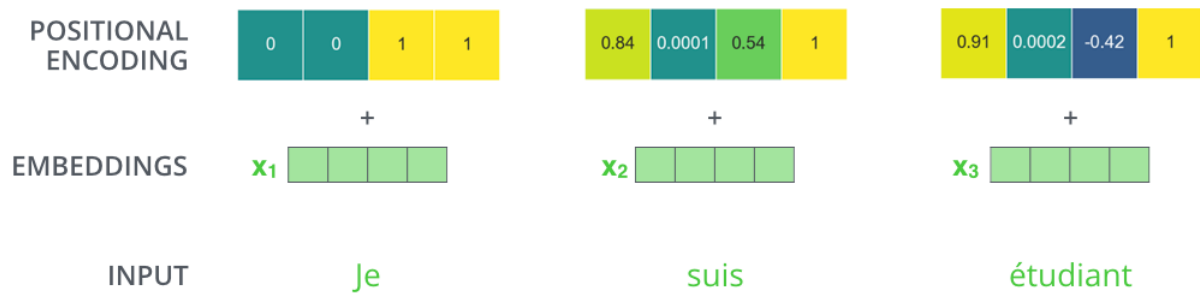 POSITIONAL
ENCODING
0 0 1 1
0.84 0.0001 0.54 1
0.91 0.0002 -0.42 1
+ + +
EMBEDDINGS
x1
x2
x3
INPUT
Je
suis
étudiant